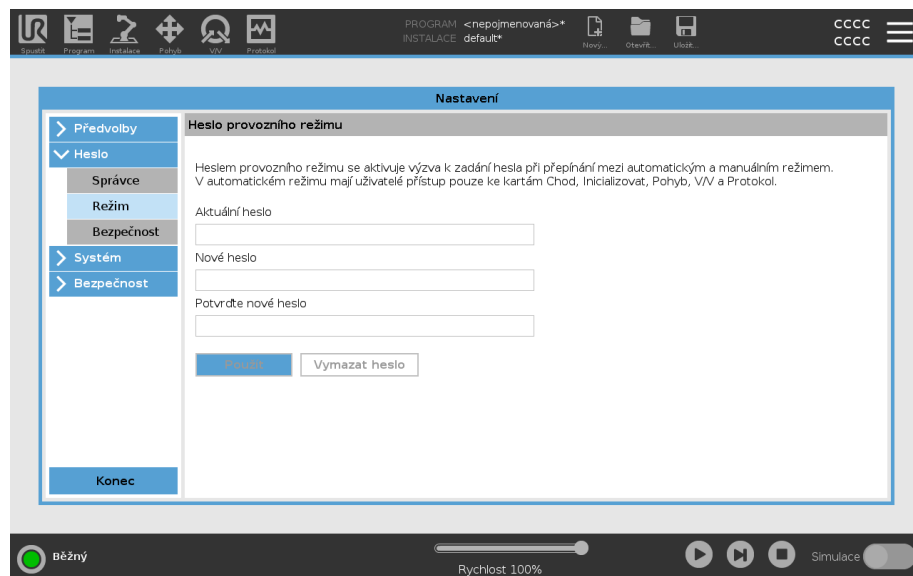 UR
PROGRAM <nepojmenovaná>*
INSTALACE default*
Spustit Program Instalace Pohyb V/V Protokol
Nový... Otevřít... Uložit...
CCCC
CCCC
Nastavení
Předvolby
Heslo
Správce
Režim
Bezpečnost
Systém
Bezpečnost
Konec
Heslo provozního režimu
Heslem provozního režimu se aktivuje výzva k zadání hesla při přepínání mezi automatickým a manuálním režimem.
V automatickém režimu mají uživatelé přístup pouze ke kartám Chod, Inicializovat, Pohyb, V/V a Protokol.
Aktuální heslo
Nové heslo
Potvrďte nové heslo
Použít Vymazat heslo
Běžný
Rychlost 100%
Simulace